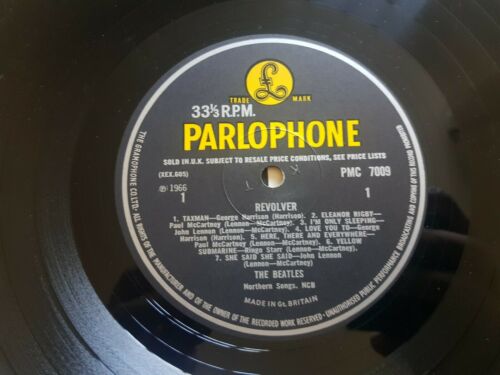 TRADE MARK
£
33⅓ R.P.M.
PARLOPHONE
SOLD IN U.K. SUBJECT TO RESALE PRICE CONDITIONS, SEE PRICE LISTS
(XEX.605) PMC 7009
℗1966
1 1
REVOLVER
1. TAXMAN—George Harrison (Harrison). 2. ELEANOR RIGBY—
Paul McCartney (Lennon—McCartney). 3. I'M ONLY SLEEPING—
John Lennon (Lennon—McCartney). 4. LOVE YOU TO—George
Harrison (Harrison). 5. HERE, THERE AND EVERYWHERE—
Paul McCartney (Lennon—McCartney). 6. YELLOW
SUBMARINE—Ringo Starr (Lennon—McCartney).
7. SHE SAID SHE SAID—John Lennon
(Lennon—McCartney)
THE BEATLES
Northern Songs, NCB
MADE IN Gt. BRITAIN
THE GRAMOPHONE CO. LTD. ALL RIGHTS OF THE MANUFACTURER AND OF THE OWNER OF THE RECORDED WORK RESERVED. UNAUTHORISED PUBLIC PERFORMANCE BROADCASTING AND COPYING OF THIS RECORD PROHIBITED